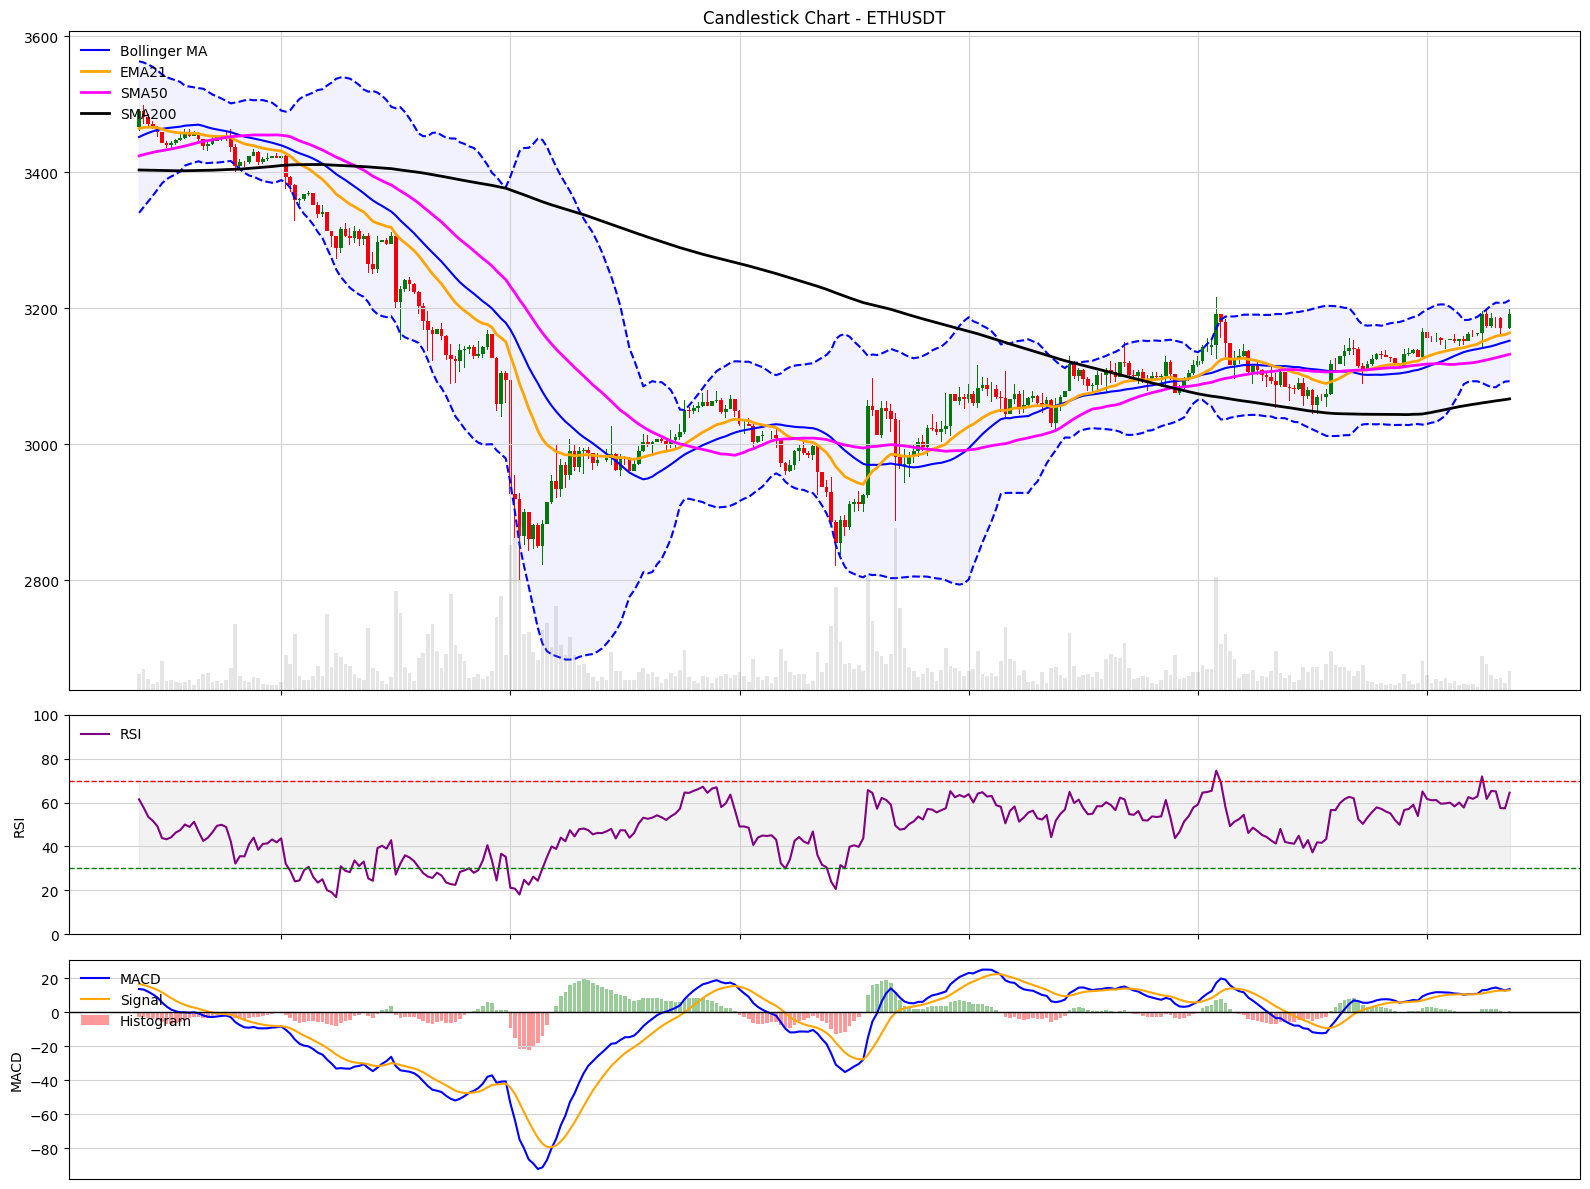 Candlestick Chart - ETHUSDT
3600
3400
3200
3000
2800
Bollinger MA
EMA21
SMA50
SMA200
RSI
100
80
60
40
20
0
RSI
MACD
20
0
−20
−40
−60
−80
MACD
Signal
Histogram